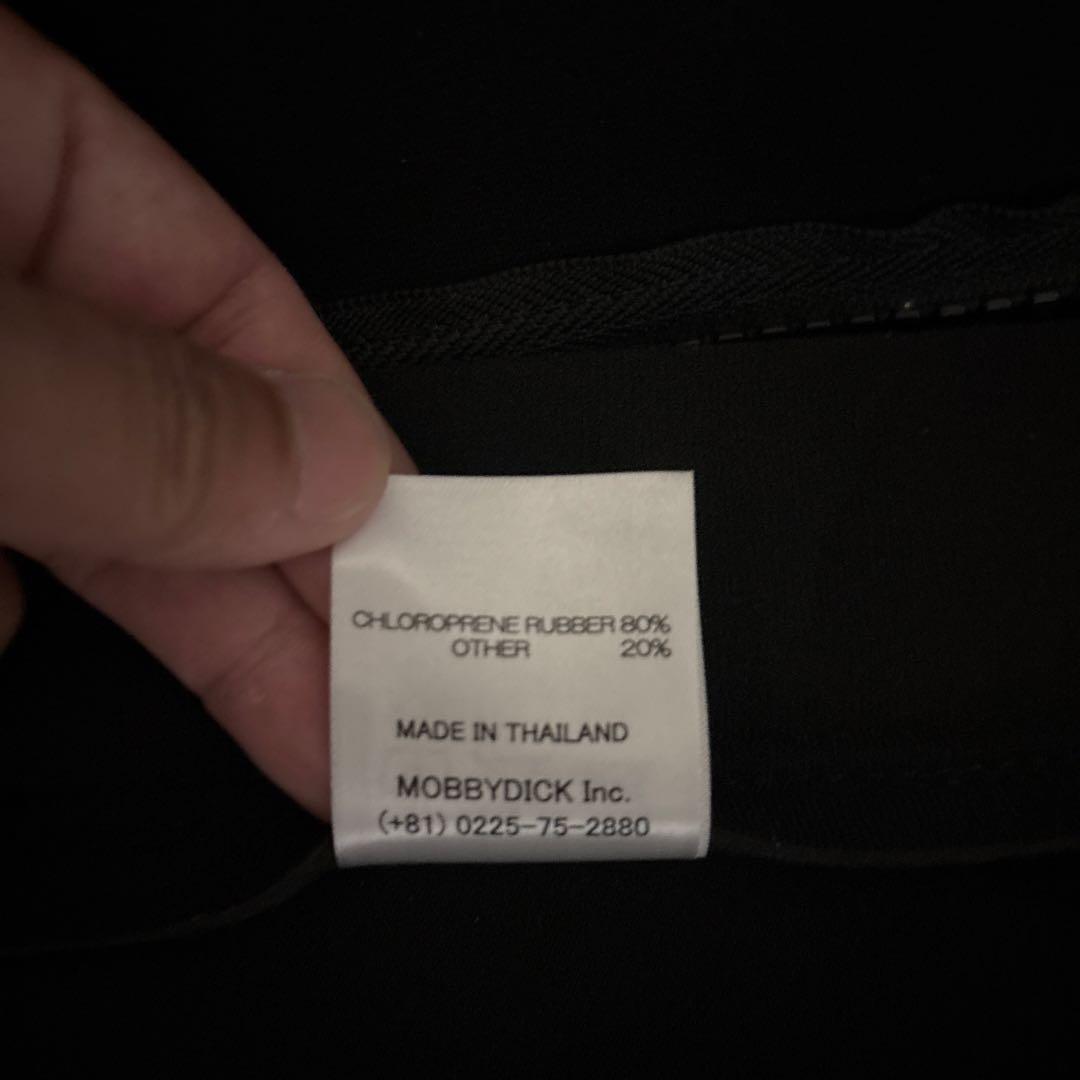 CHLOROPRENE RUBBER 80%
OTHER 20%
MADE IN THAILAND
MOBBYDICK Inc.
(+81) 0225-75-2880